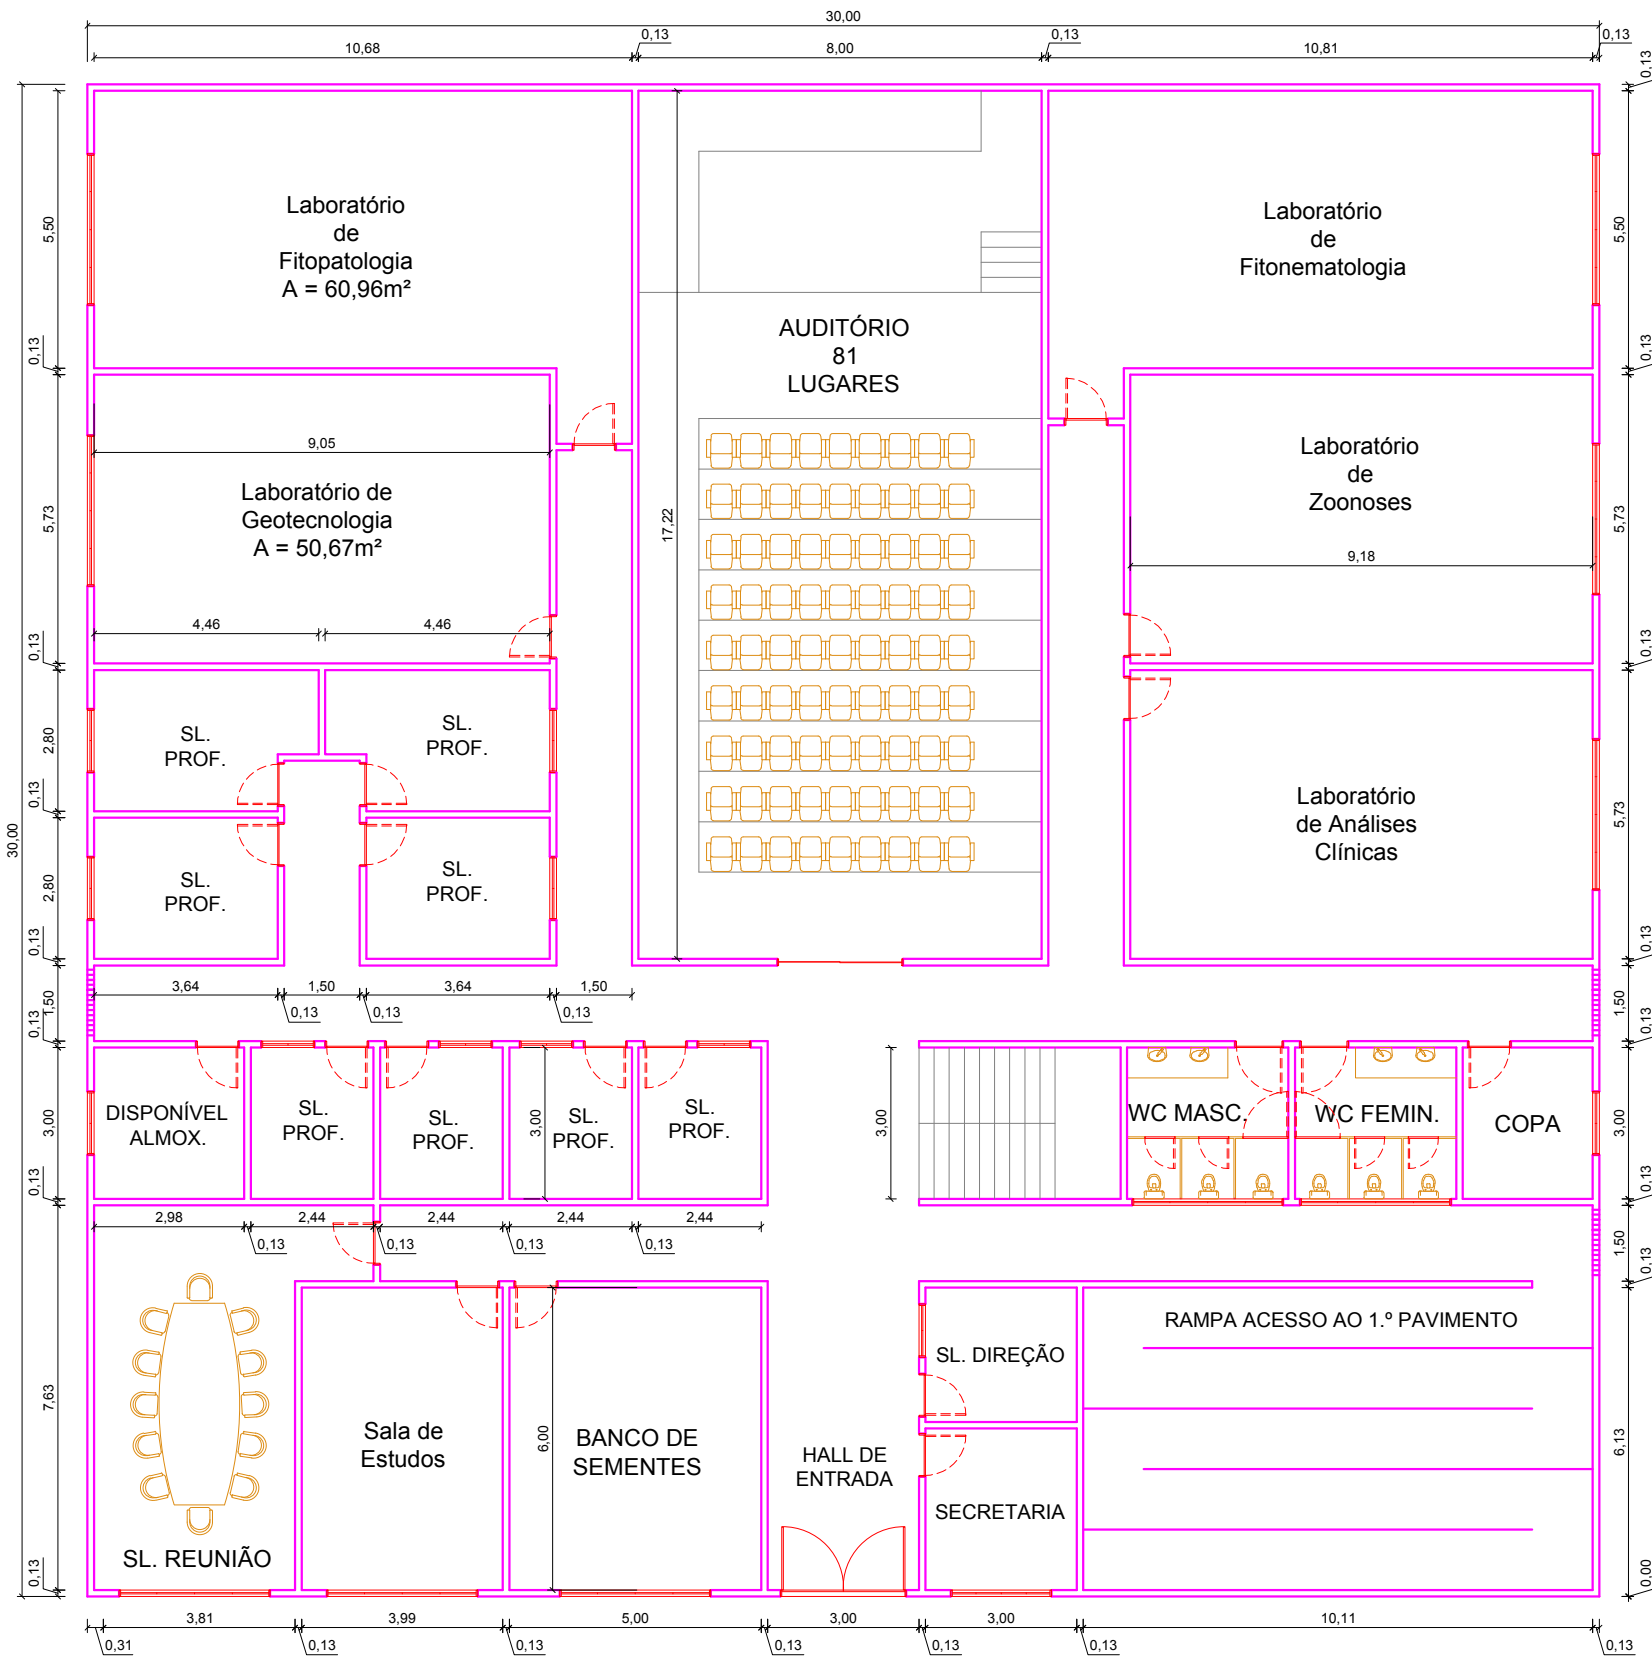 30,00
0,13
0,13
0,13
10,68
8,00
10,81
0,13
Laboratório
de
Fitopatologia
A = 60,96m²
Laboratório
de
Fitonematologia
5,50
5,50
AUDITÓRIO
81
LUGARES
0,13
0,13
9,05
Laboratório de
Geotecnologia
A = 50,67m²
Laboratório
de
Zoonoses
5,73
17,22
5,73
9,18
4,46
4,46
0,13
0,13
SL.
PROF.
SL.
PROF.
2,80
0,13
Laboratório
de Análises
Clínicas
5,73
30,00
SL.
PROF.
SL.
PROF.
2,80
0,13
0,13
3,64
1,50
3,64
1,50
0,13
0,13
0,13
1,50
0,13
1,50
0,13
DISPONÍVEL
ALMOX.
SL.
PROF.
SL.
PROF.
SL.
PROF.
SL.
PROF.
3,00
3,00
3,00
WC MASC.
WC FEMIN.
COPA
3,00
0,13
0,13
2,98
2,44
2,44
2,44
2,44
0,13
0,13
0,13
0,13
1,50
0,13
RAMPA ACESSO AO 1.º PAVIMENTO
SL. DIREÇÃO
7,63
Sala de
Estudos
6,00
BANCO DE
SEMENTES
HALL DE
ENTRADA
6,13
SECRETARIA
SL. REUNIÃO
0,13
0,00
3,81
3,99
5,00
3,00
3,00
10,11
0,31
0,13
0,13
0,13
0,13
0,13
0,13